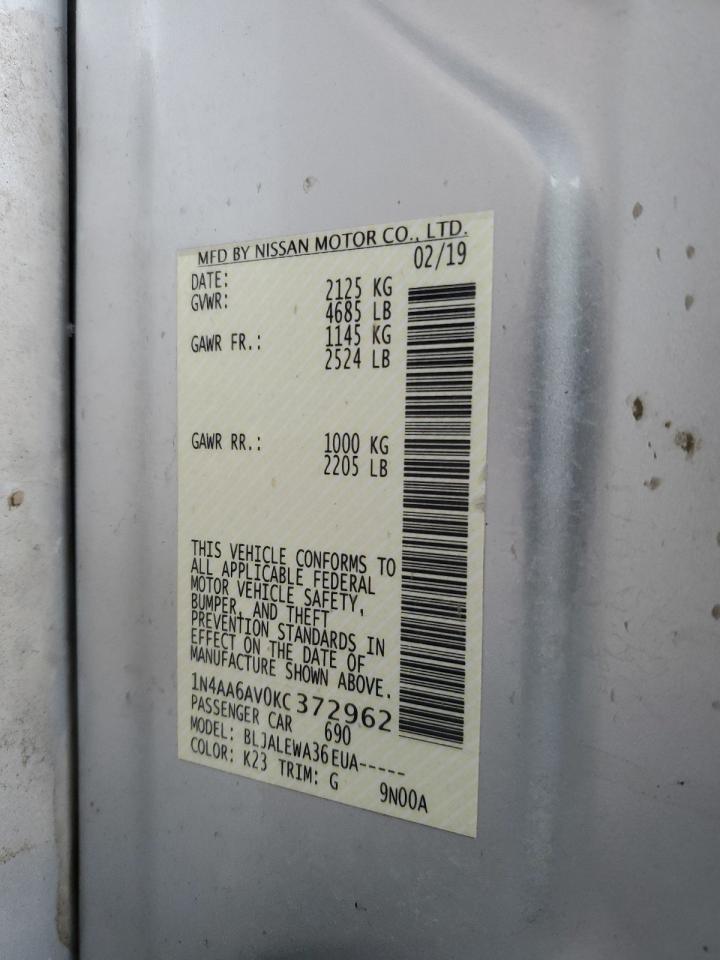 MFD BY NISSAN MOTOR CO., LTD.
DATE: 02/19
GVWR: 2125 KG
4685 LB
GAWR FR.: 1145 KG
2524 LB
GAWR RR.: 1000 KG
2205 LB
THIS VEHICLE CONFORMS TO
ALL APPLICABLE FEDERAL
MOTOR VEHICLE SAFETY,
BUMPER, AND THEFT
PREVENTION STANDARDS IN
EFFECT ON THE DATE OF
MANUFACTURE SHOWN ABOVE.
1N4AA6AV0KC 372962
PASSENGER CAR 690
MODEL: BLJALEWA36EUA-----
COLOR: K23 TRIM: G 9N00A